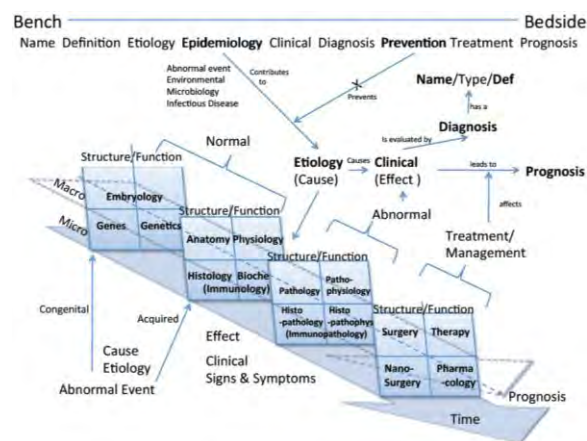 Bench Bedside
Name Definition Etiology Epidemiology Clinical Diagnosis Prevention Treatment Prognosis
Abnormal event
Environmental
Microbiology
Infectious Disease
Contributes
to
Prevents
Name/Type/Def
has a
Diagnosis
Is evaluated by
Normal
Etiology
(Cause)
Causes
Clinical
(Effect)
leads to
Prognosis
affects
Abnormal
Treatment/
Management
Structure/Function
Macro
Micro
Embryology
Genes Genetics
Structure/Function
Anatomy Physiology
Histology Bioche
(Immunology)
Structure/Function
Pathology Patho-
physiology
Histo Histo
-pathology -pathophys
(Immunopathology)
Structure/Function
Surgery Therapy
Nano- Pharma
Surgery -cology
Congenital
Acquired
Cause
Etiology
Abnormal Event
Effect
Clinical
Signs & Symptoms
Prognosis
Time